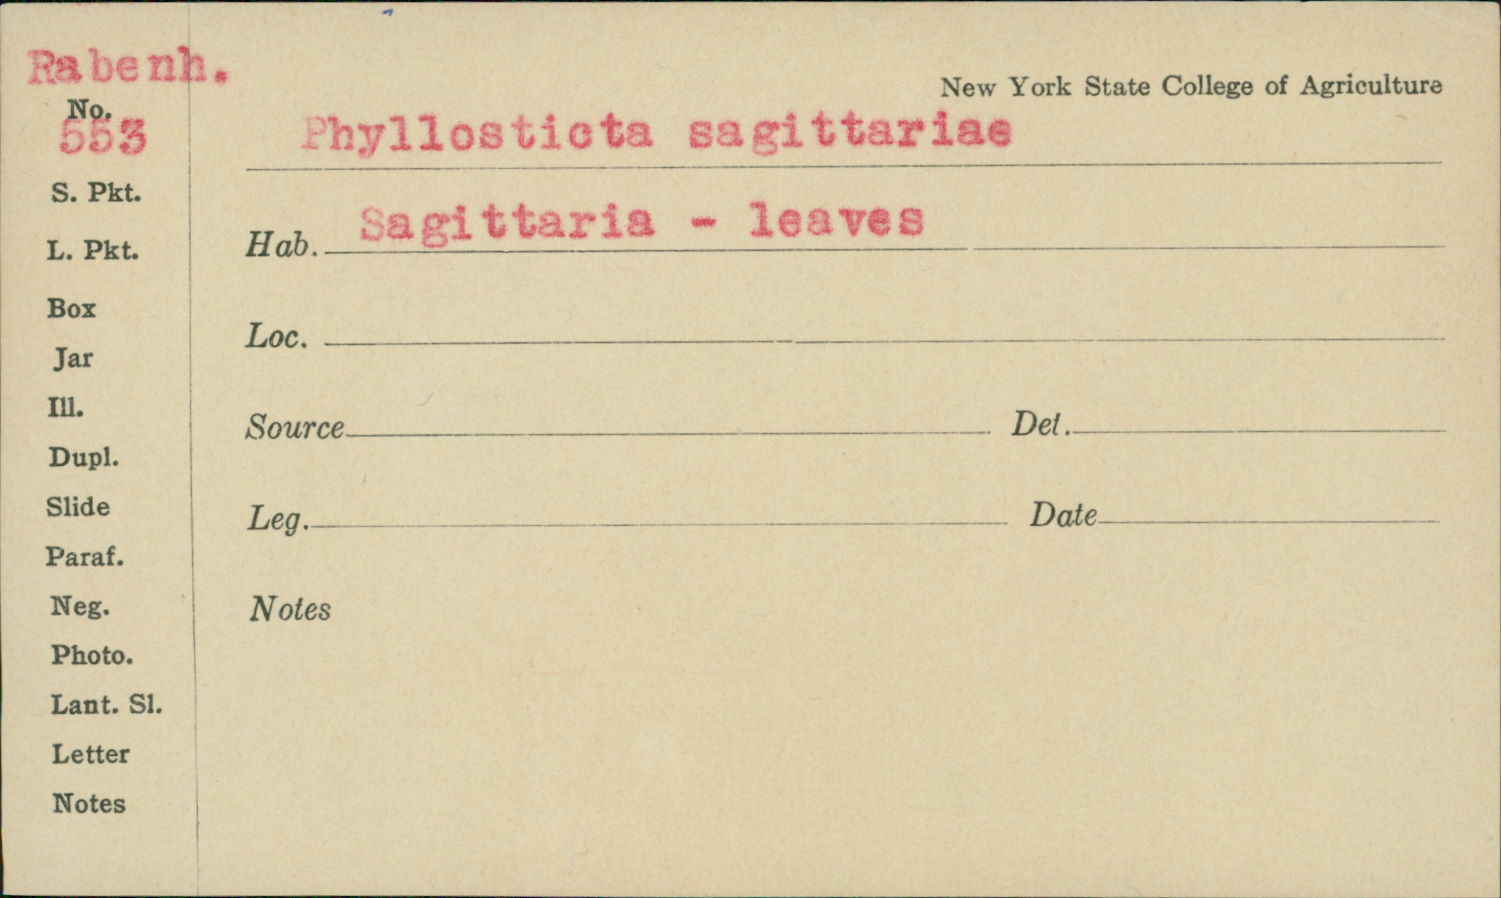 Rabenh.
New York State College of Agriculture
No.
553
Phyllosticta sagittariae
S. Pkt.
Hab. Sagittaria - leaves
L. Pkt.
Box
Loc.
Jar
Ill.
Source Det.
Dupl.
Slide
Leg. Date
Paraf.
Neg.
Notes
Photo.
Lant. Sl.
Letter
Notes